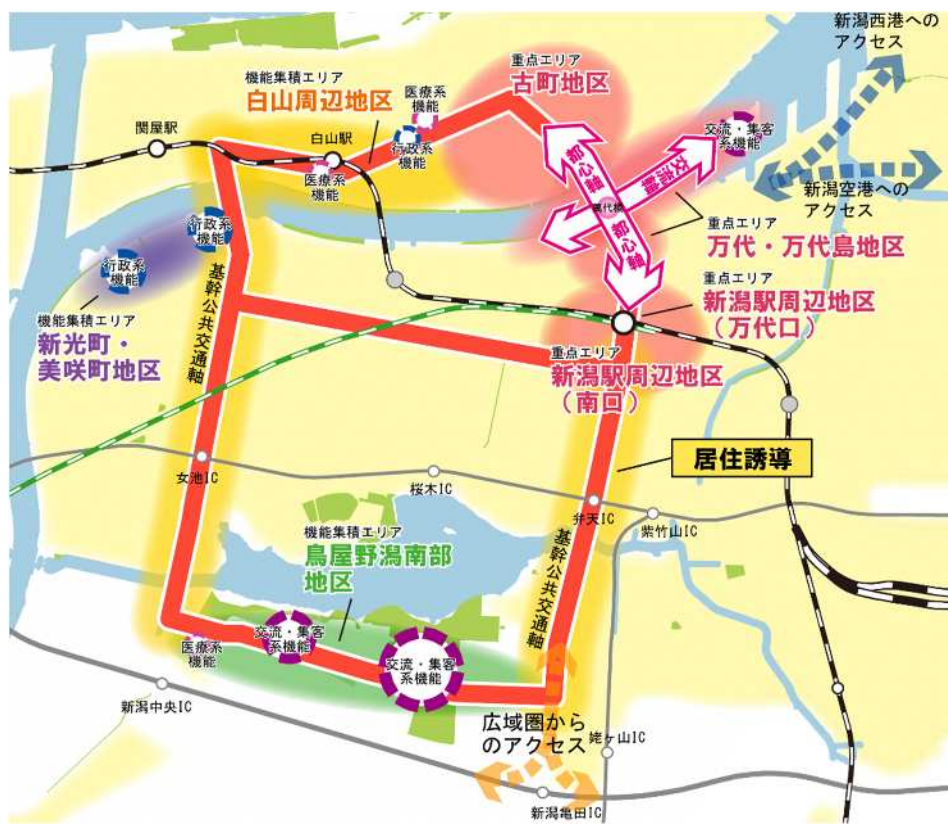 新潟西港への
アクセス
重点エリア
古町地区
機能集積エリア
白山周辺地区
医療系
機能
関屋駅
白山駅
行政系
機能
医療系
機能
交流・集客
系機能
都心軸
交流軸
萬代橋
都心軸
新潟空港への
アクセス
重点エリア
万代・万代島地区
行政系
機能
行政系
機能
重点エリア
新潟駅周辺地区
(万代口)
機能集積エリア
新光町・
美咲町地区
基幹公共交通軸
重点エリア
新潟駅周辺地区
(南口)
居住誘導
女池IC
桜木IC
弁天IC
紫竹山IC
機能集積エリア
鳥屋野潟南部
地区
基幹公共交通軸
医療系
機能
交流・集客
系機能
交流・集客
系機能
新潟中央IC
広域圏から
のアクセス
姥ヶ山IC
新潟亀田IC